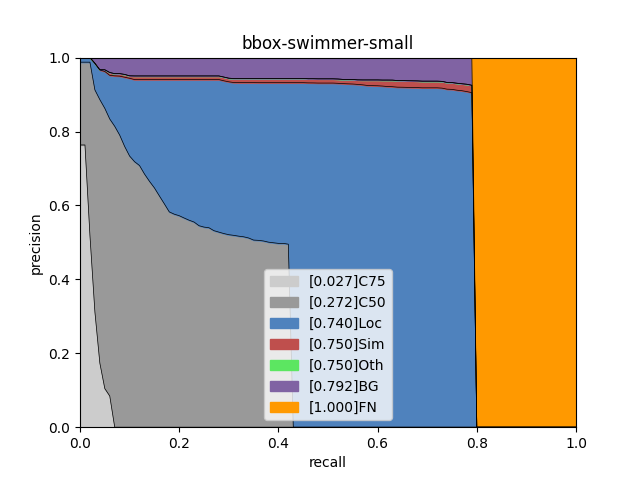 bbox-swimmer-small
precision
1.0
0.8
0.6
0.4
0.2
0.0
[0.027]C75
[0.272]C50
[0.740]Loc
[0.750]Sim
[0.750]Oth
[0.792]BG
[1.000]FN
0.0 0.2 0.4 0.6 0.8 1.0
recall